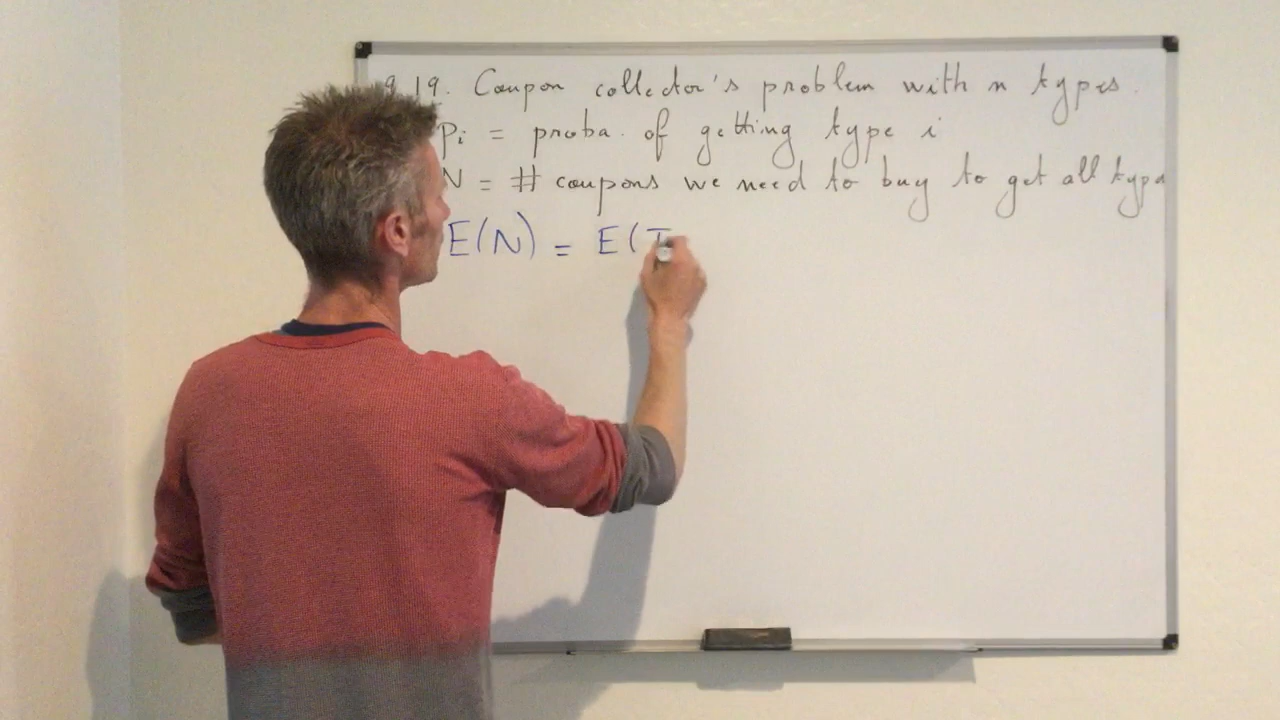 9.19. Coupon collector's problem with n types.
Pi = proba. of getting type i
N = # coupons we need to buy to get all type
E(N) = E(T